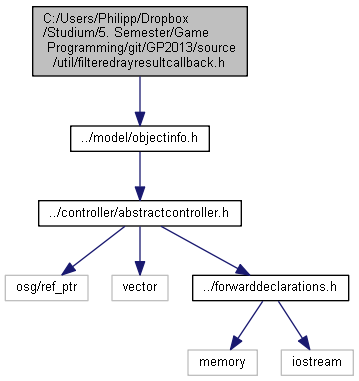 C:/Users/Philipp/Dropbox
/Studium/5. Semester/Game
Programming/git/GP2013/source
/util/filteredrayresultcallback.h
../model/objectinfo.h
../controller/abstractcontroller.h
osg/ref_ptr
vector
../forwarddeclarations.h
memory
iostream